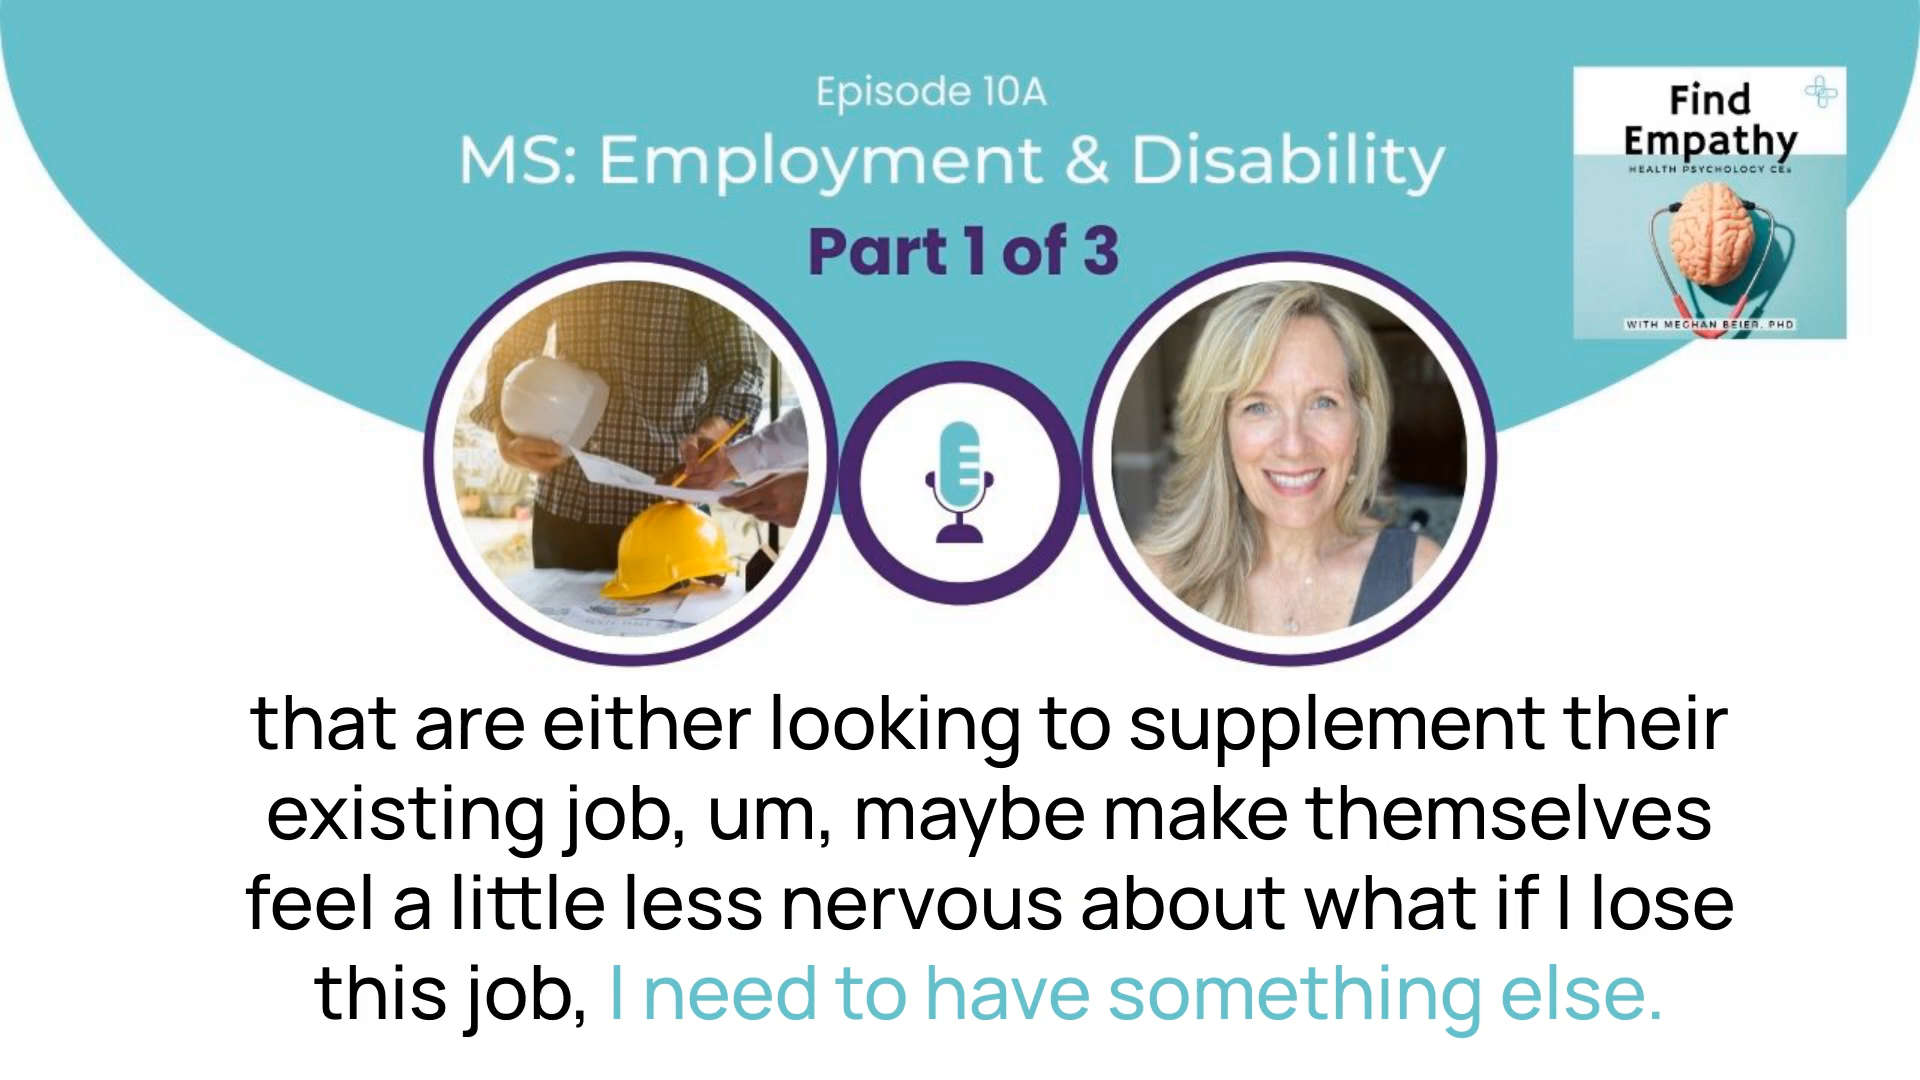 Episode 10A
MS: Employment & Disability
Part 1 of 3
Find
Empathy
HEALTH PSYCHOLOGY CEs
WITH MEGHAN BEIER, PHD
that are either looking to supplement their
existing job, um, maybe make themselves
feel a little less nervous about what if I lose
this job, I need to have something else.